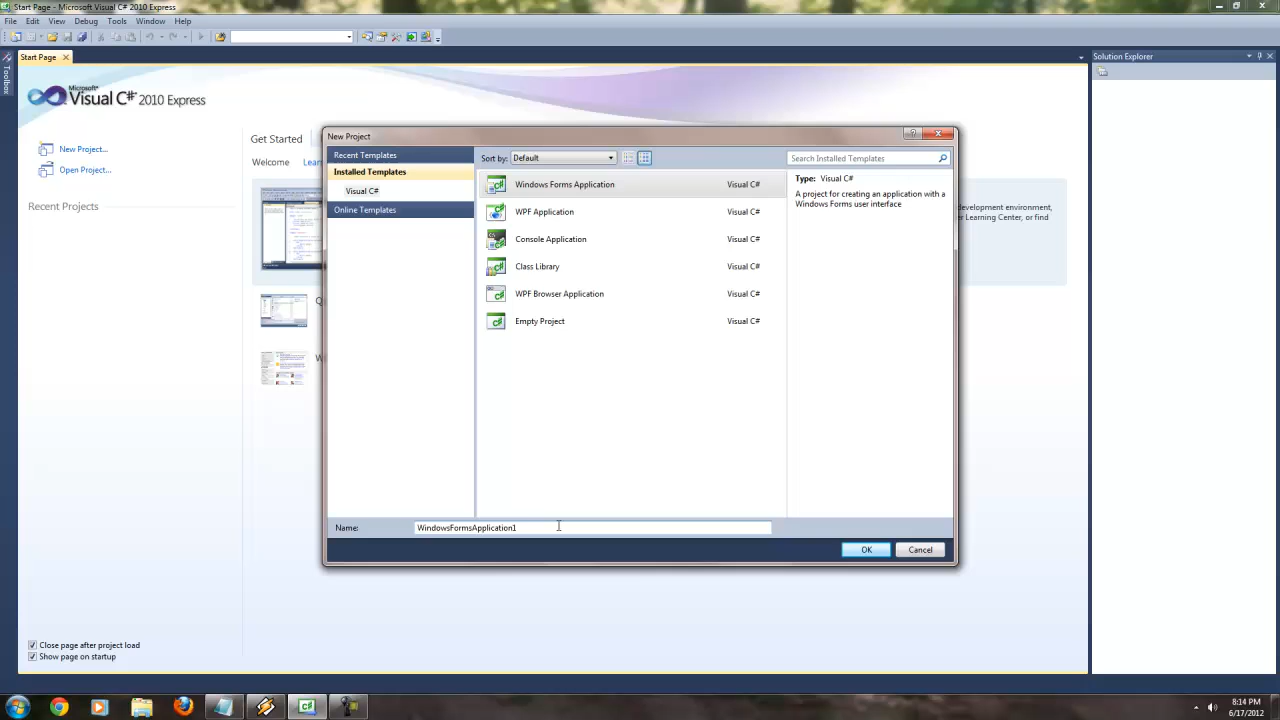 Start Page - Microsoft Visual C# 2010 Express
File Edit View Debug Tools Window Help
Start Page
Solution Explorer
Toolbox
Microsoft®
Visual C# 2010 Express
New Project...
Open Project...
Recent Projects
Get Started
Welcome
Lear
development environment,
er Learning Center, or find
New Project
Recent Templates
Installed Templates
Visual C#
Online Templates
Sort by: Default
Search Installed Templates
Windows Forms Application Visual C#
WPF Application Visual C#
Console Application Visual C#
Class Library Visual C#
WPF Browser Application Visual C#
Empty Project Visual C#
Type: Visual C#
A project for creating an application with a
Windows Forms user interface
Name: WindowsFormsApplication1
OK Cancel
Close page after project load
Show page on startup
8:14 PM
6/17/2012